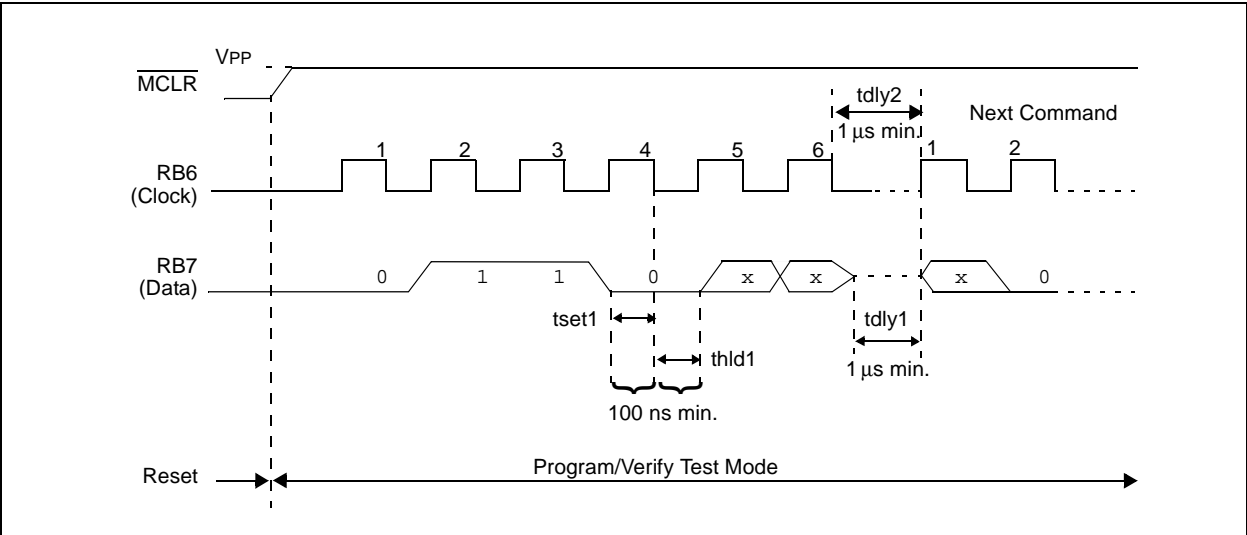 VPP
MCLR
tdly2
1 µs min.
Next Command
1 2 3 4 5 6 1 2
RB6
(Clock)
RB7
(Data)
0 1 1 0 x x x 0
tset1
thld1
tdly1
1 µs min.
100 ns min.
Reset
Program/Verify Test Mode